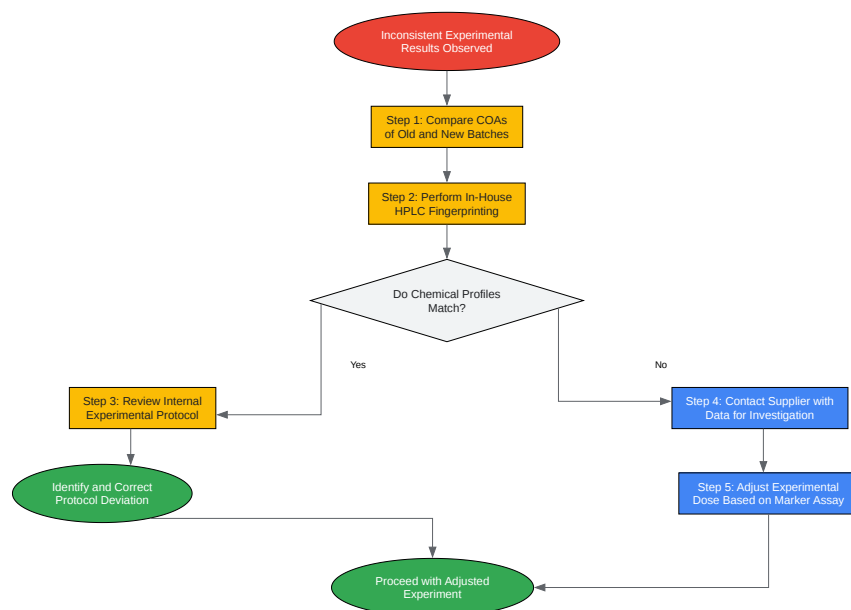 Inconsistent Experimental
Results Observed
Step 1: Compare COAs
of Old and New Batches
Step 2: Perform In-House
HPLC Fingerprinting
Do Chemical Profiles
Match?
Yes
No
Step 3: Review Internal
Experimental Protocol
Step 4: Contact Supplier with
Data for Investigation
Identify and Correct
Protocol Deviation
Step 5: Adjust Experimental
Dose Based on Marker Assay
Proceed with Adjusted
Experiment